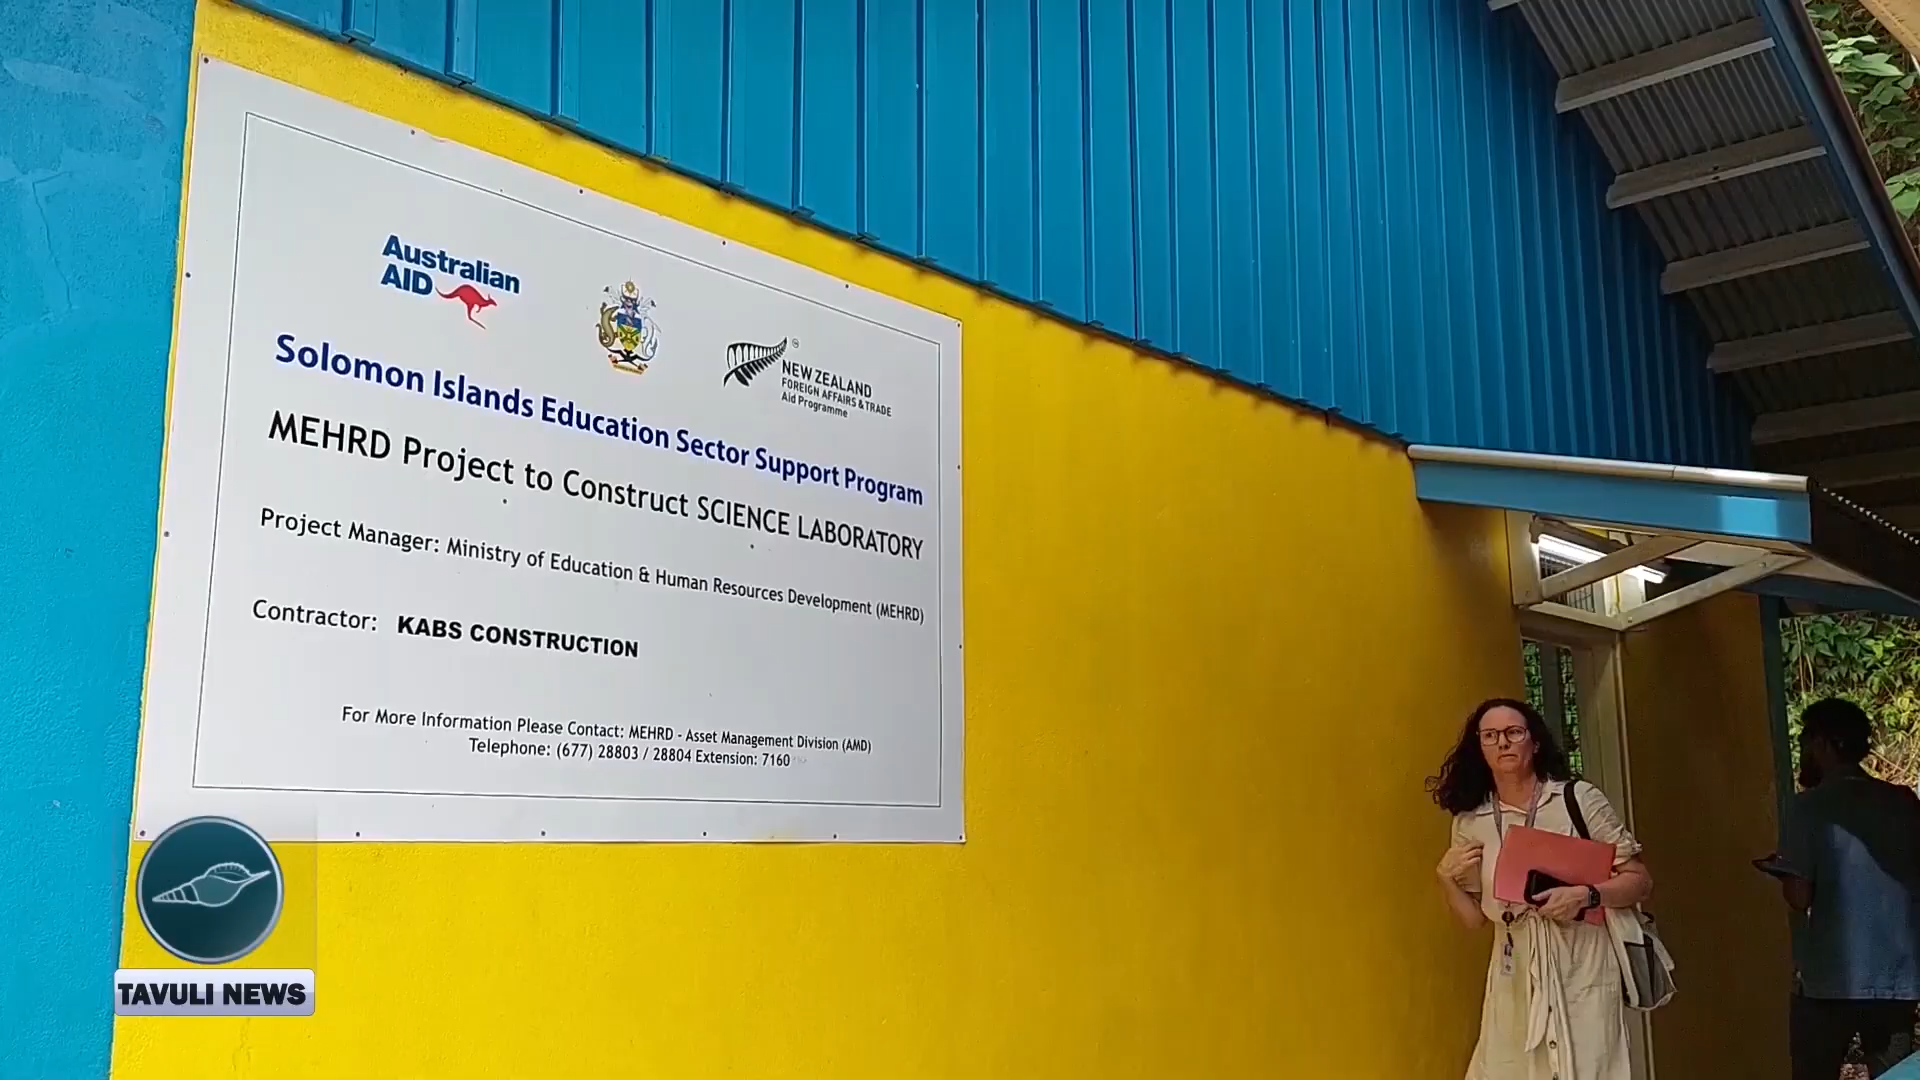 Australian
AID
NEW ZEALAND
FOREIGN AFFAIRS & TRADE
Aid Programme
Solomon Islands Education Sector Support Program
MEHRD Project to Construct SCIENCE LABORATORY
Project Manager: Ministry of Education & Human Resources Development (MEHRD)
Contractor: KABS CONSTRUCTION
For More Information Please Contact: MEHRD - Asset Management Division (AMD)
Telephone: (677) 28803 / 28804 Extension: 7160
TAVULI NEWS